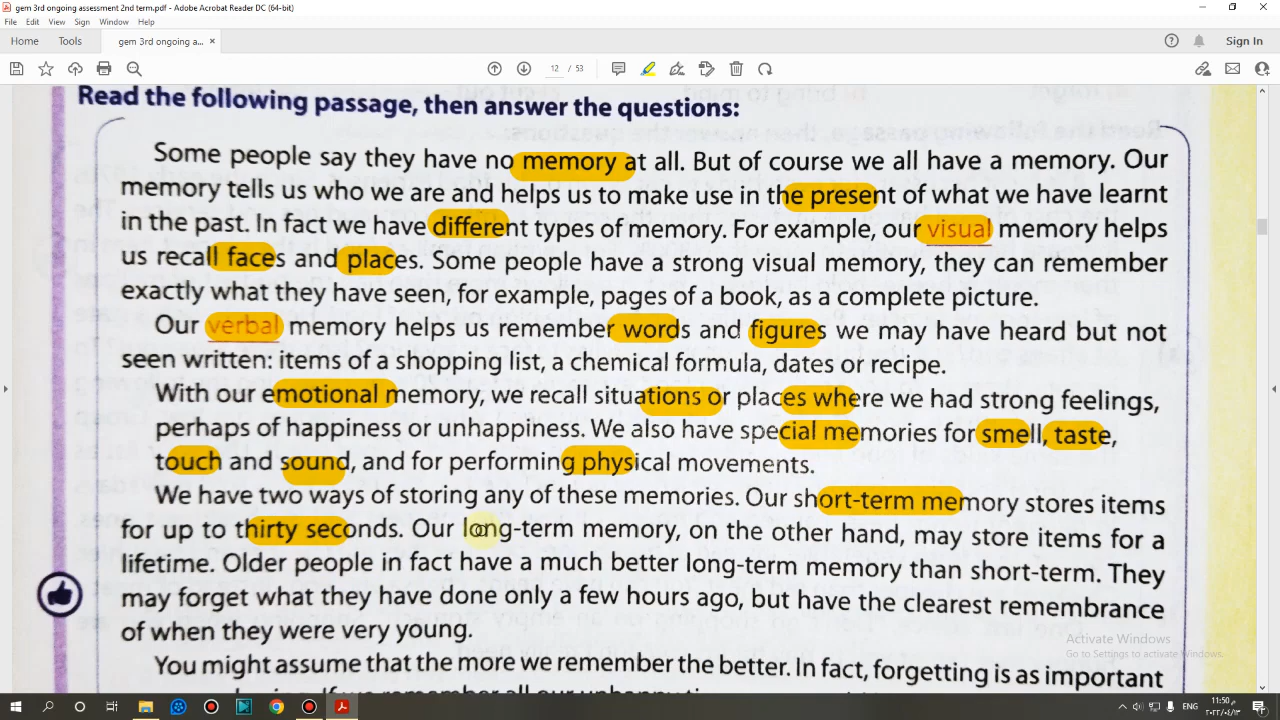 gem 3rd ongoing assessment 2nd term.pdf - Adobe Acrobat Reader DC (64-bit)
File Edit View Sign Window Help
Home Tools gem 3rd ongoing a... × Sign In
12 / 53
Read the following passage, then answer the questions:
Some people say they have no memory at all. But of course we all have a memory. Our
memory tells us who we are and helps us to make use in the present of what we have learnt
in the past. In fact we have different types of memory. For example, our visual memory helps
us recall faces and places. Some people have a strong visual memory, they can remember
exactly what they have seen, for example, pages of a book, as a complete picture.
Our verbal memory helps us remember words and figures we may have heard but not
seen written: items of a shopping list, a chemical formula, dates or recipe.
With our emotional memory, we recall situations or places where we had strong feelings,
perhaps of happiness or unhappiness. We also have special memories for smell, taste,
touch and sound, and for performing physical movements.
We have two ways of storing any of these memories. Our short-term memory stores items
for up to thirty seconds. Our long-term memory, on the other hand, may store items for a
lifetime. Older people in fact have a much better long-term memory than short-term. They
may forget what they have done only a few hours ago, but have the clearest remembrance
of when they were very young.
Activate Windows
Go to Settings to activate Windows.
You might assume that the more we remember the better. In fact, forgetting is as important
ENG
11:50